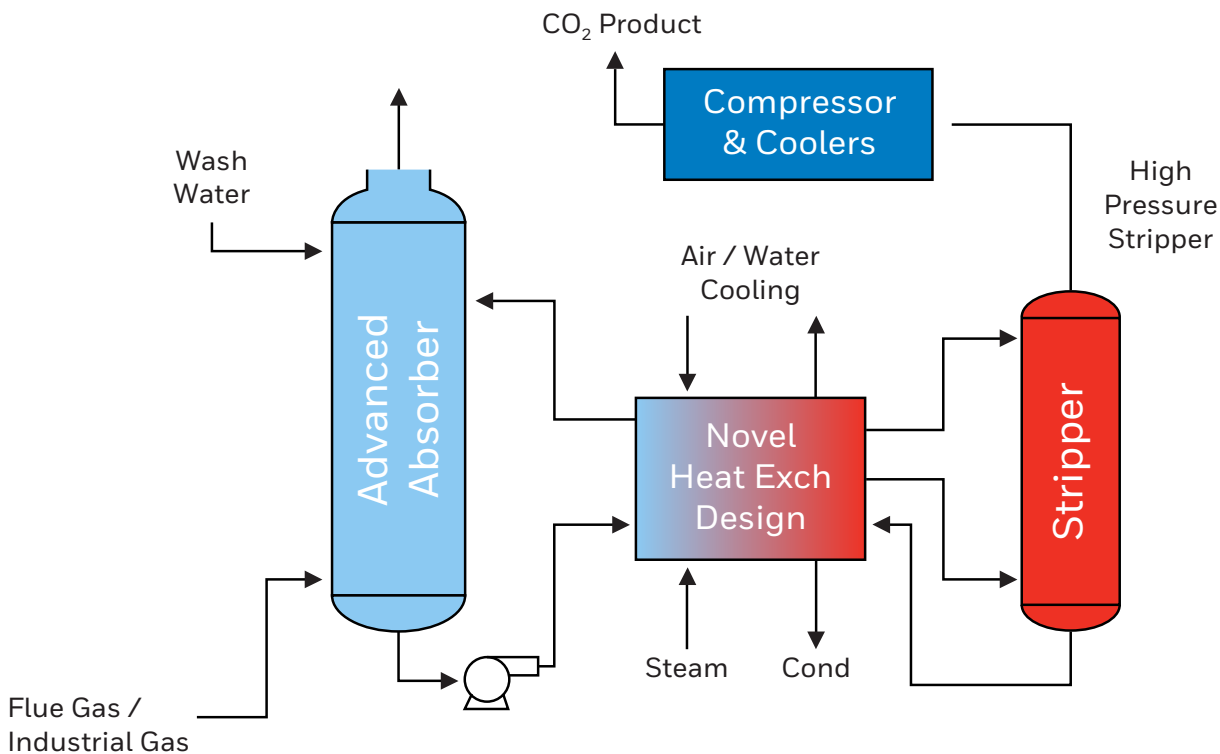 CO₂ Product
Compressor
& Coolers
Wash
Water
High
Pressure
Stripper
Air / Water
Cooling
Advanced
Absorber
Novel
Heat Exch
Design
Stripper
Steam
Cond
Flue Gas /
Industrial Gas